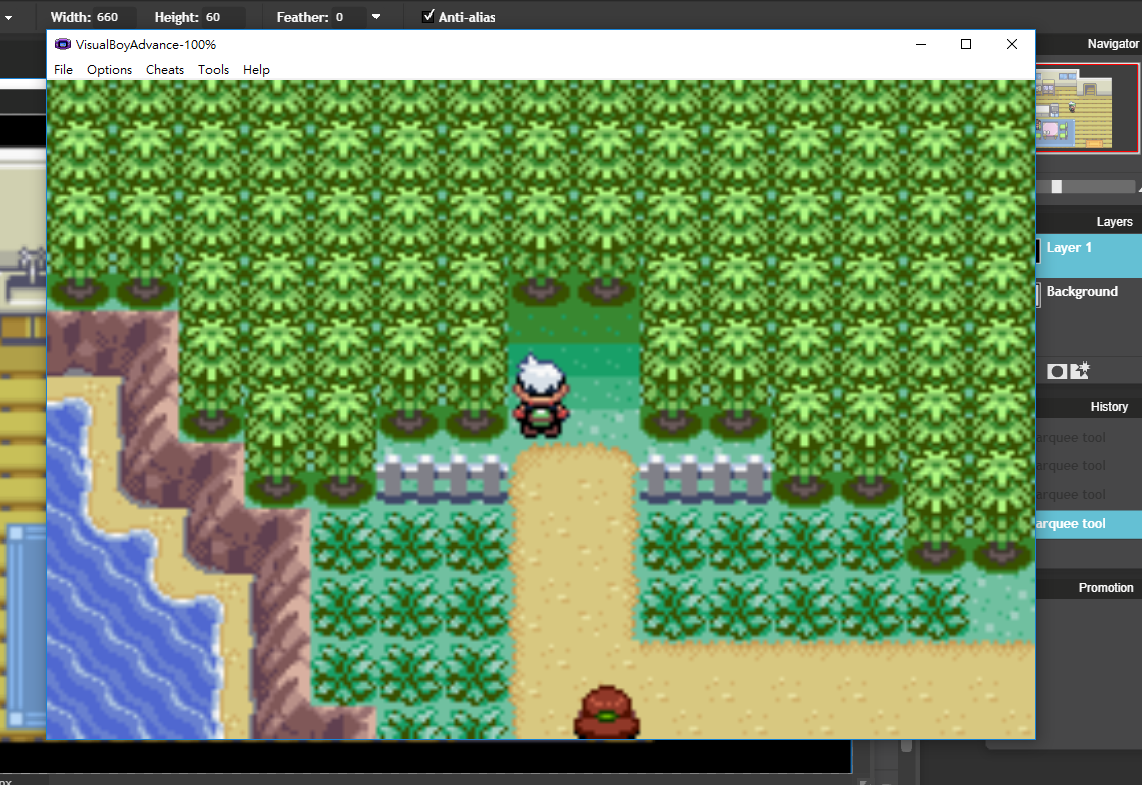 Width: 660 Height: 60 Feather: 0 Anti-alias
VisualBoyAdvance-100%
File Options Cheats Tools Help
Navigator
Layers
Layer 1
Background
History
arquee tool
arquee tool
arquee tool
arquee tool
Promotion